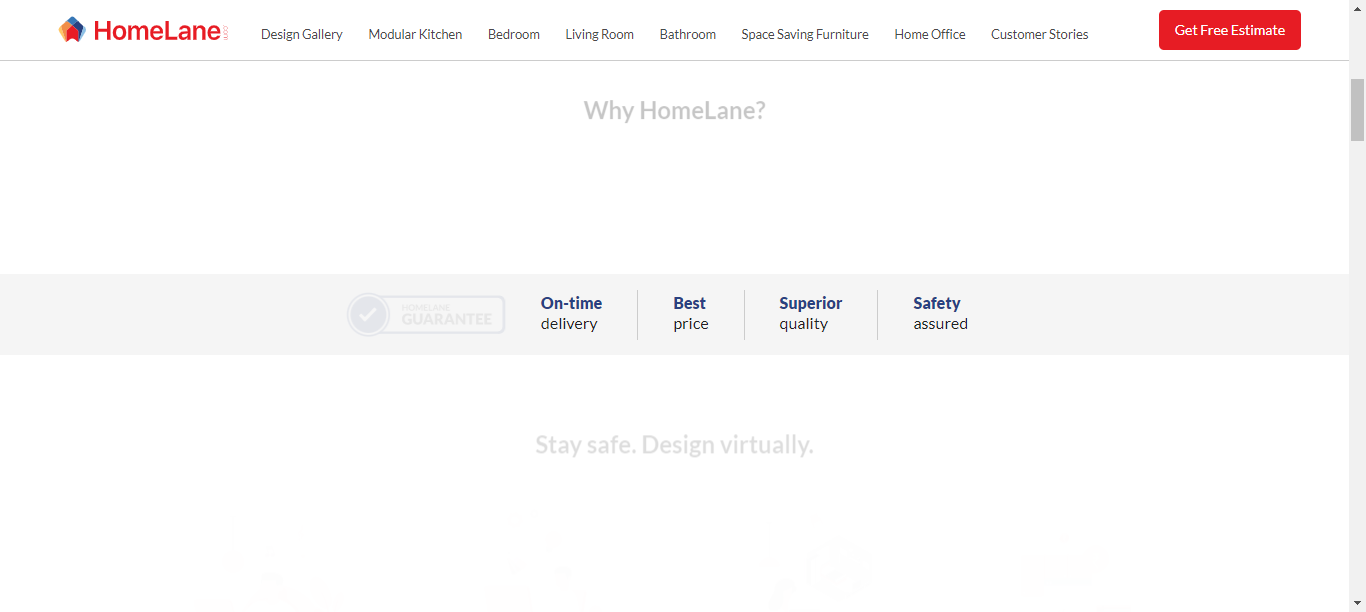 HomeLane
Design Gallery
Modular Kitchen
Bedroom
Living Room
Bathroom
Space Saving Furniture
Home Office
Customer Stories
Get Free Estimate
Why HomeLane?
HOMELANE
GUARANTEE
On-time
delivery
Best
price
Superior
quality
Safety
assured
Stay safe. Design virtually.